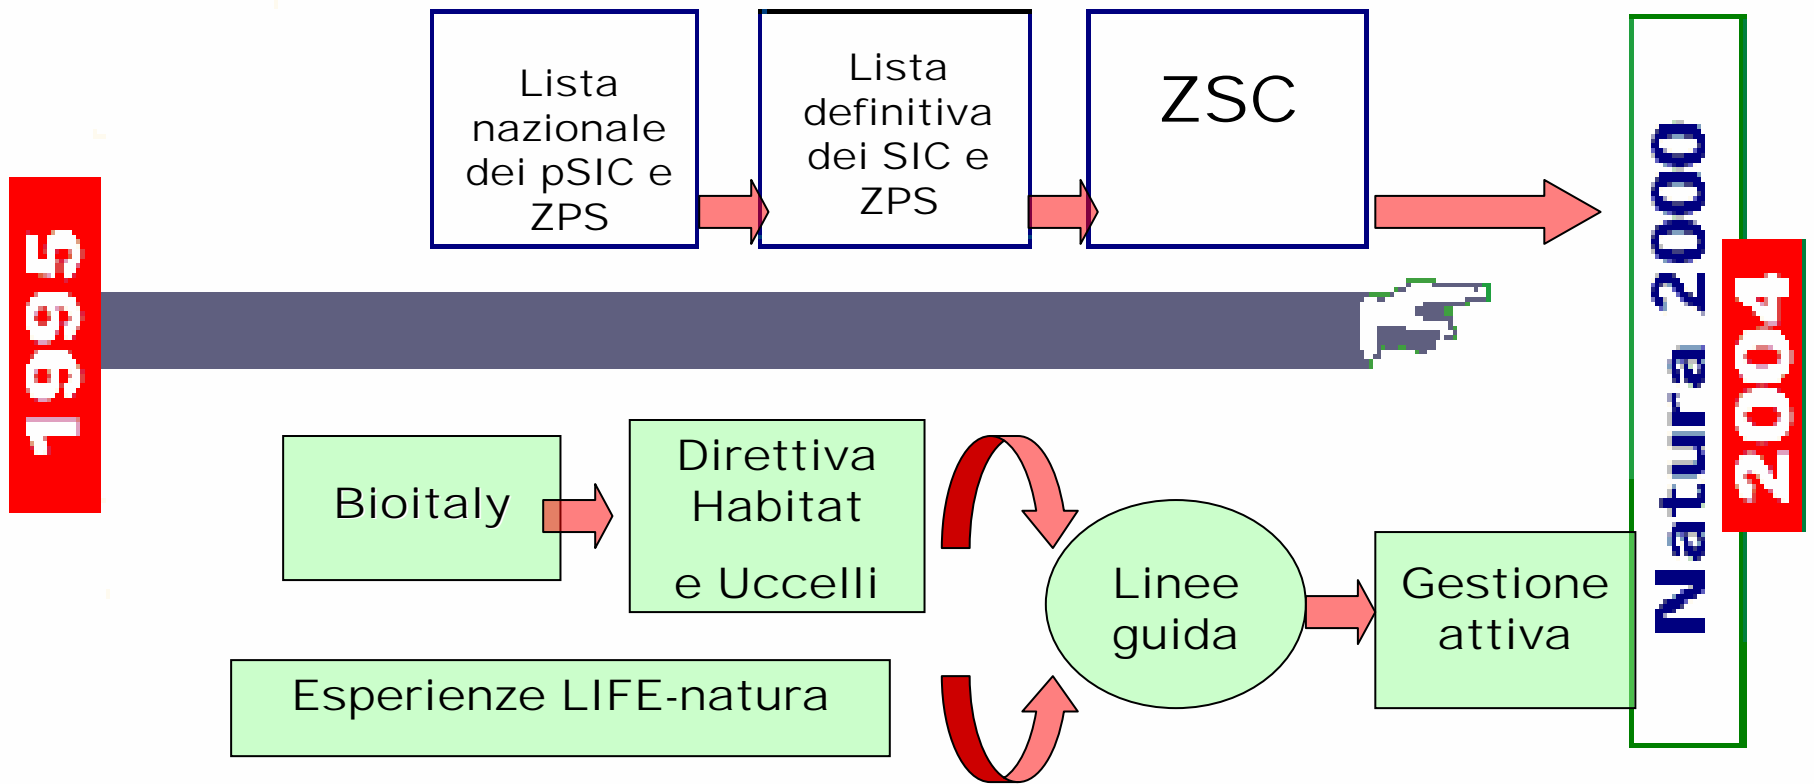 Lista
nazionale
dei pSIC e
ZPS
Lista
definitiva
dei SIC e
ZPS
ZSC
1995
Natura 2000
2004
Bioitaly
Direttiva
Habitat
e Uccelli
Linee
guida
Gestione
attiva
Esperienze LIFE-natura